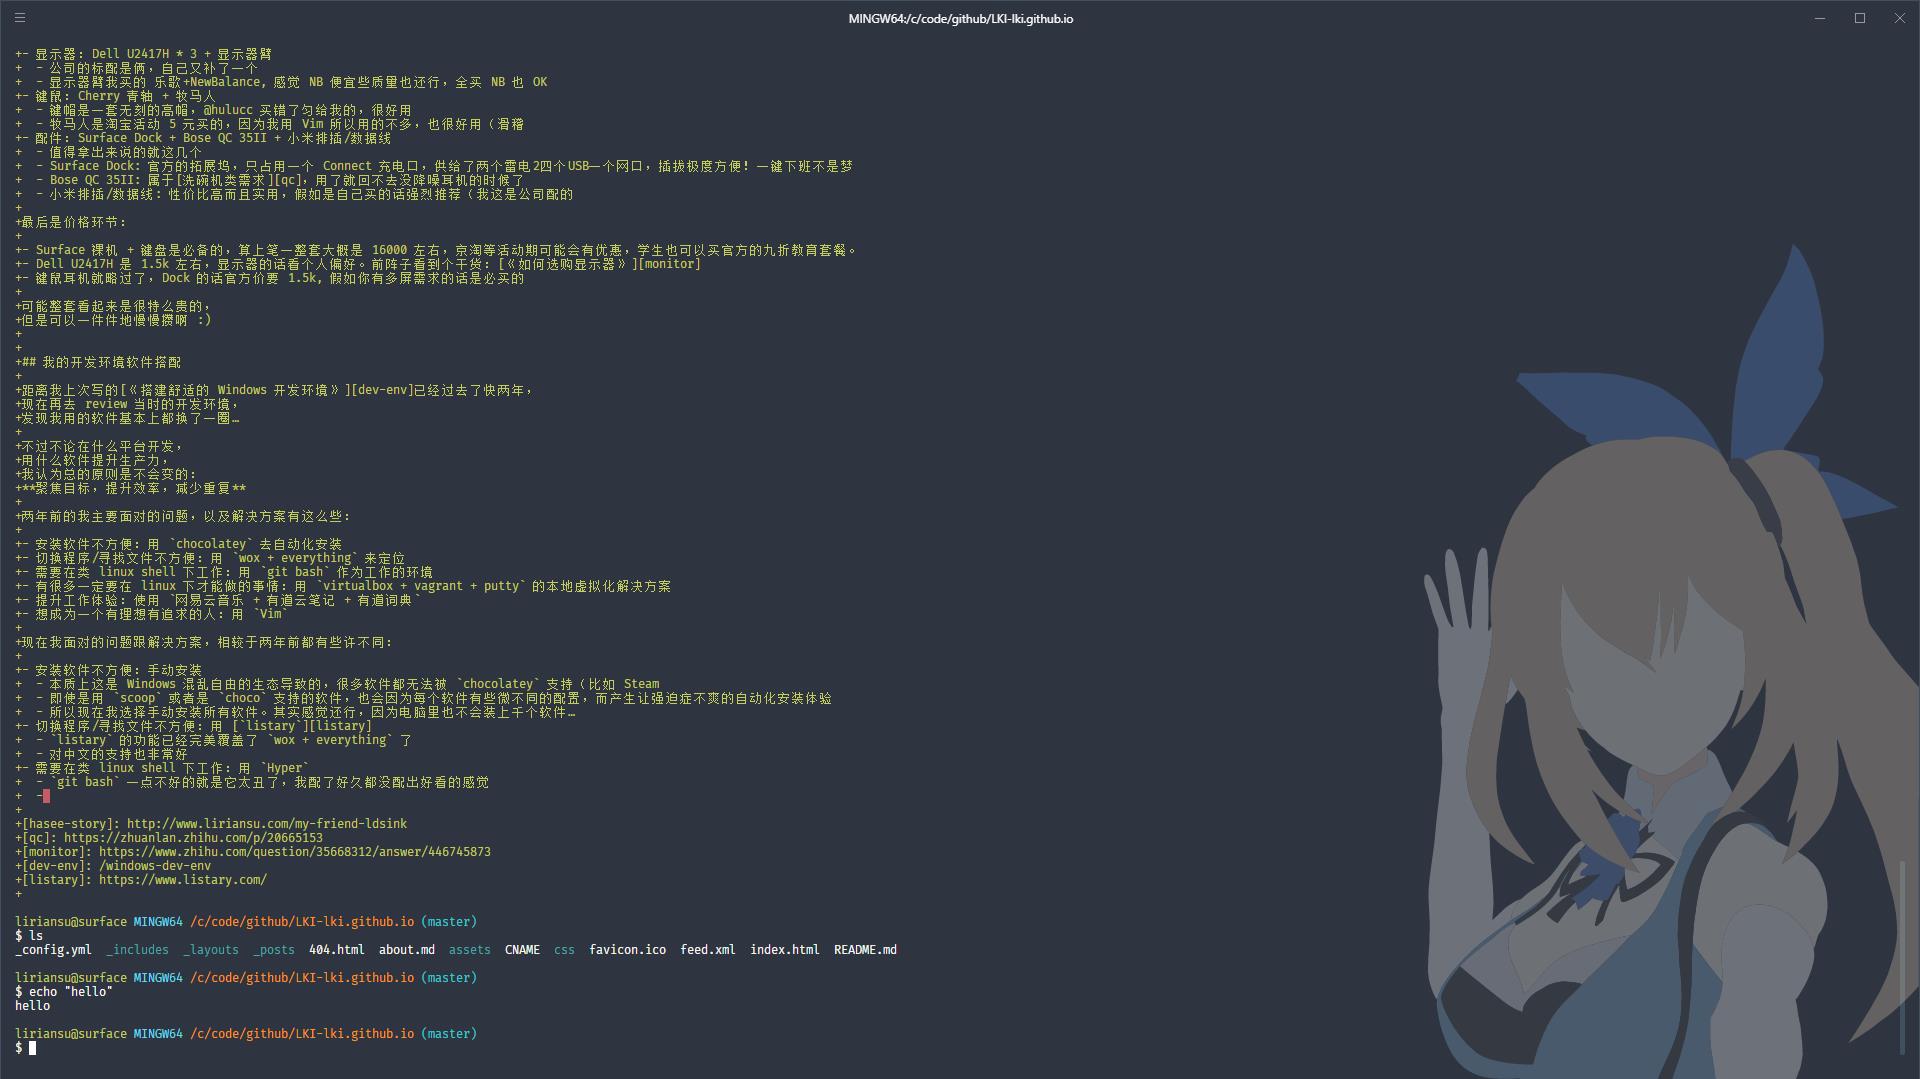 MINGW64:/c/code/github/LKI-lki.github.io
+- 显示器: Dell U2417H * 3 + 显示器臂
+  - 公司的标配是俩，自己又补了一个
+  - 显示器臂我买的 乐歌+NewBalance, 感觉 NB 便宜些质量也还行，全买 NB 也 OK
+- 键鼠: Cherry 青轴 + 牧马人
+  - 键帽是一套无刻的高帽，@hulucc 买错了匀给我的，很好用
+  - 牧马人是淘宝活动 5 元买的，因为我用 Vim 所以用的不多，也很好用（滑稽
+- 配件: Surface Dock + Bose QC 35II + 小米排插/数据线
+  - 值得拿出来说的就这几个
+  - Surface Dock: 官方的拓展坞，只占用一个 Connect 充电口，供给了两个雷电2四个USB一个网口，插拔极度方便! 一键下班不是梦
+  - Bose QC 35II: 属于[洗碗机类需求][qc]，用了就回不去没降噪耳机的时候了
+  - 小米排插/数据线: 性价比高而且实用，假如是自己买的话强烈推荐（我这是公司配的
+
+最后是价格环节:
+
+- Surface 裸机 + 键盘是必备的，算上笔一整套大概是 16000 左右，京淘等活动期可能会有优惠，学生也可以买官方的九折教育套餐。
+- Dell U2417H 是 1.5k 左右，显示器的话看个人偏好。前阵子看到个干货: [《如何选购显示器》][monitor]
+- 键鼠耳机就略过了，Dock 的话官方价要 1.5k, 假如你有多屏需求的话是必买的
+
+可能整套看起来是很特么贵的，
+但是可以一件件地慢慢攒啊 :)
+
+
+## 我的开发环境软件搭配
+
+距离我上次写的[《搭建舒适的 Windows 开发环境》][dev-env]已经过去了快两年，
+现在再去 review 当时的开发环境，
+发现我用的软件基本上都换了一圈…
+
+不过不论在什么平台开发，
+用什么软件提升生产力，
+我认为总的原则是不会变的:
+**聚焦目标，提升效率，减少重复**
+
+两年前的我主要面对的问题，以及解决方案有这么些:
+
+- 安装软件不方便: 用 `chocolatey` 去自动化安装
+- 切换程序/寻找文件不方便: 用 `wox + everything` 来定位
+- 需要在类 linux shell 下工作: 用 `git bash` 作为工作的环境
+- 有很多一定要在 linux 下才能做的事情: 用 `virtualbox + vagrant + putty` 的本地虚拟化解决方案
+- 提升工作体验: 使用 `网易云音乐 + 有道云笔记 + 有道词典`
+- 想成为一个有理想有追求的人: 用 `Vim`
+
+现在我面对的问题跟解决方案，相较于两年前都有些许不同:
+
+- 安装软件不方便: 手动安装
+  - 本质上这是 Windows 混乱自由的生态导致的，很多软件都无法被 `chocolatey` 支持（比如 Steam
+  - 即使是用 `scoop` 或者是 `choco` 支持的软件，也会因为每个软件有些微不同的配置，而产生让强迫症不爽的自动化安装体验
+  - 所以现在我选择手动安装所有软件。其实感觉还行，因为电脑里也不会装上千个软件…
+- 切换程序/寻找文件不方便: 用 [`listary`][listary]
+  - `listary` 的功能已经完美覆盖了 `wox + everything` 了
+  - 对中文的支持也非常好
+- 需要在类 linux shell 下工作: 用 `Hyper`
+  - `git bash` 一点不好的就是它太丑了，我配了好久都没配出好看的感觉
+  -
+
+[hasee-story]: http://www.liriansu.com/my-friend-ldsink
+[qc]: https://zhuanlan.zhihu.com/p/20665153
+[monitor]: https://www.zhihu.com/question/35668312/answer/446745873
+[dev-env]: /windows-dev-env
+[listary]: https://www.listary.com/
+
liriansu@surface MINGW64 /c/code/github/LKI-lki.github.io (master)
$ ls
_config.yml  _includes  _layouts  _posts  404.html  about.md  assets  CNAME  css  favicon.ico  feed.xml  index.html  README.md
liriansu@surface MINGW64 /c/code/github/LKI-lki.github.io (master)
$ echo "hello"
hello
liriansu@surface MINGW64 /c/code/github/LKI-lki.github.io (master)
$